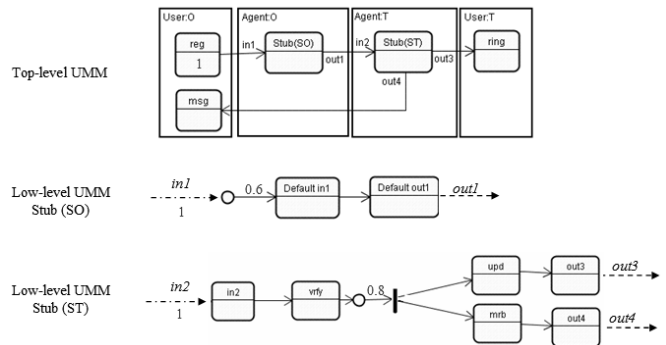 User:O
Agent:O
Agent:T
User:T
reg
1
in1
Stub(SO)
out1
in2
Stub(ST)
out3
out4
ring
msg
Top-level UMM
Low-level UMM
Stub (SO)
in1
1
0.6
Default in1
Default out1
out1
Low-level UMM
Stub (ST)
in2
1
in2
vrfy
0.8
upd
out3
out3
mrb
out4
out4